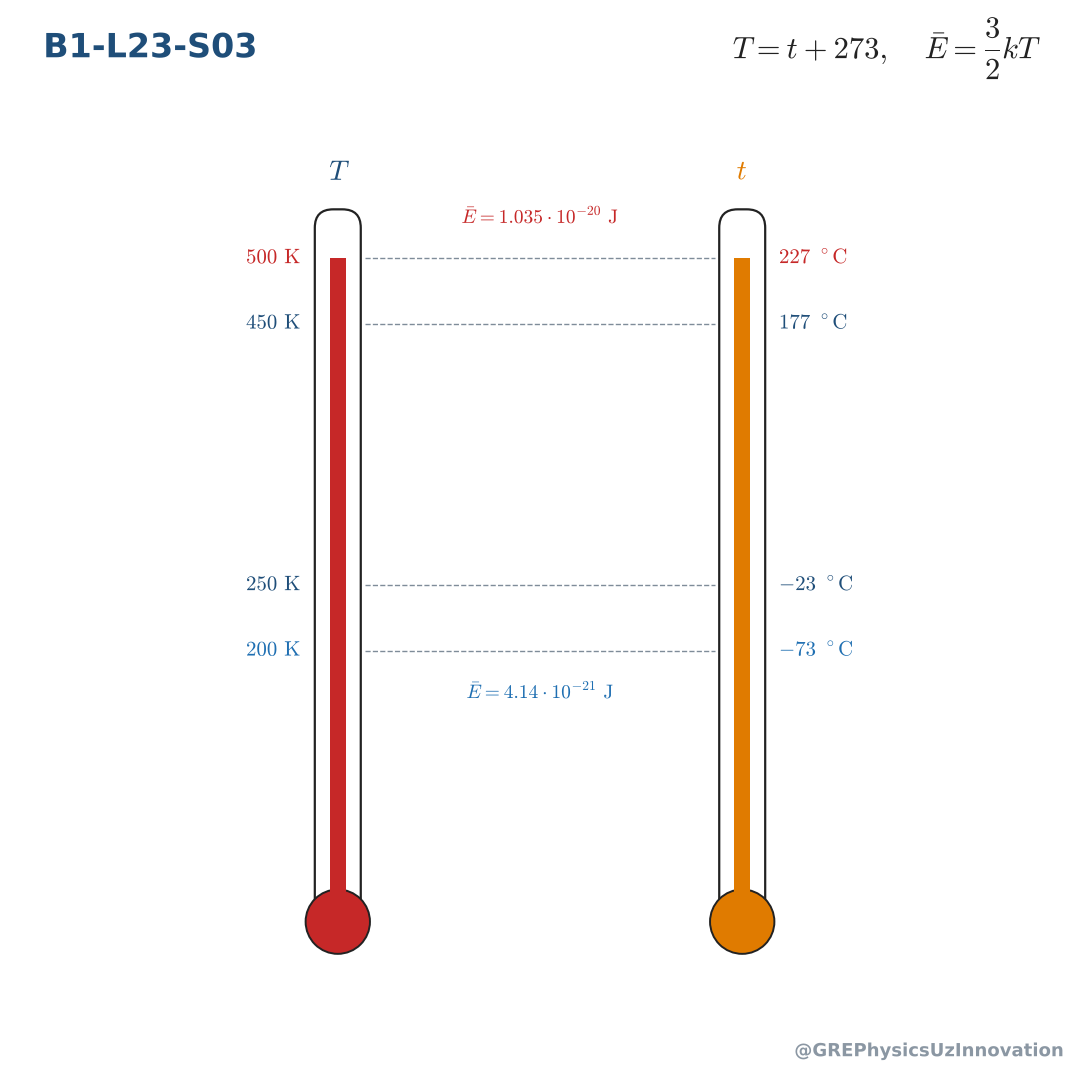 B1-L23-S03
T = t + 273, Ē = 3/2 kT
T t
Ē = 1.035 · 10⁻²⁰ J
500 K 227 °C
450 K 177 °C
250 K −23 °C
200 K −73 °C
Ē = 4.14 · 10⁻²¹ J
@GREPhysicsUzInnovation